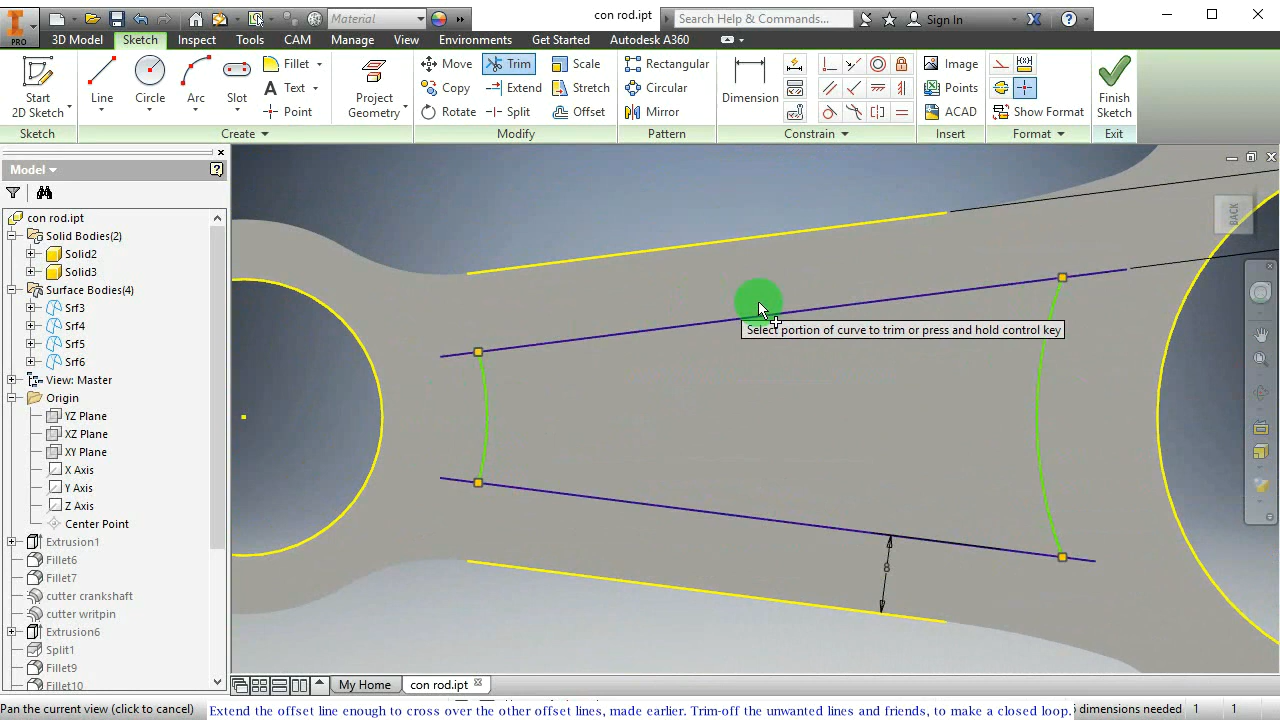 I PRO Material con rod.ipt Search Help & Commands... Sign In
3D Model Sketch Inspect Tools CAM Manage View Environments Get Started Autodesk A360
Start 2D Sketch Line Circle Arc Slot Fillet Text Point Project Geometry
Move Trim Scale Copy Extend Stretch Rotate Split Offset
Rectangular Circular Mirror Dimension Image Points ACAD Show Format Finish Sketch
Sketch Create Modify Pattern Constrain Insert Format Exit
Model
con rod.ipt
Solid Bodies(2)
Solid2
Solid3
Surface Bodies(4)
Srf3
Srf4
Srf5
Srf6
View: Master
Origin
YZ Plane
XZ Plane
XY Plane
X Axis
Y Axis
Z Axis
Center Point
Extrusion1
Fillet6
Fillet7
cutter crankshaft
cutter writpin
Extrusion6
Split1
Fillet9
Fillet10
BACK
Select portion of curve to trim or press and hold control key
8
My Home con rod.ipt
Pan the current view (click to cancel)
Extend the offset line enough to cross over the other offset lines, made earlier. Trim-off the unwanted lines and friends, to make a closed loop.
dimensions needed 1 1